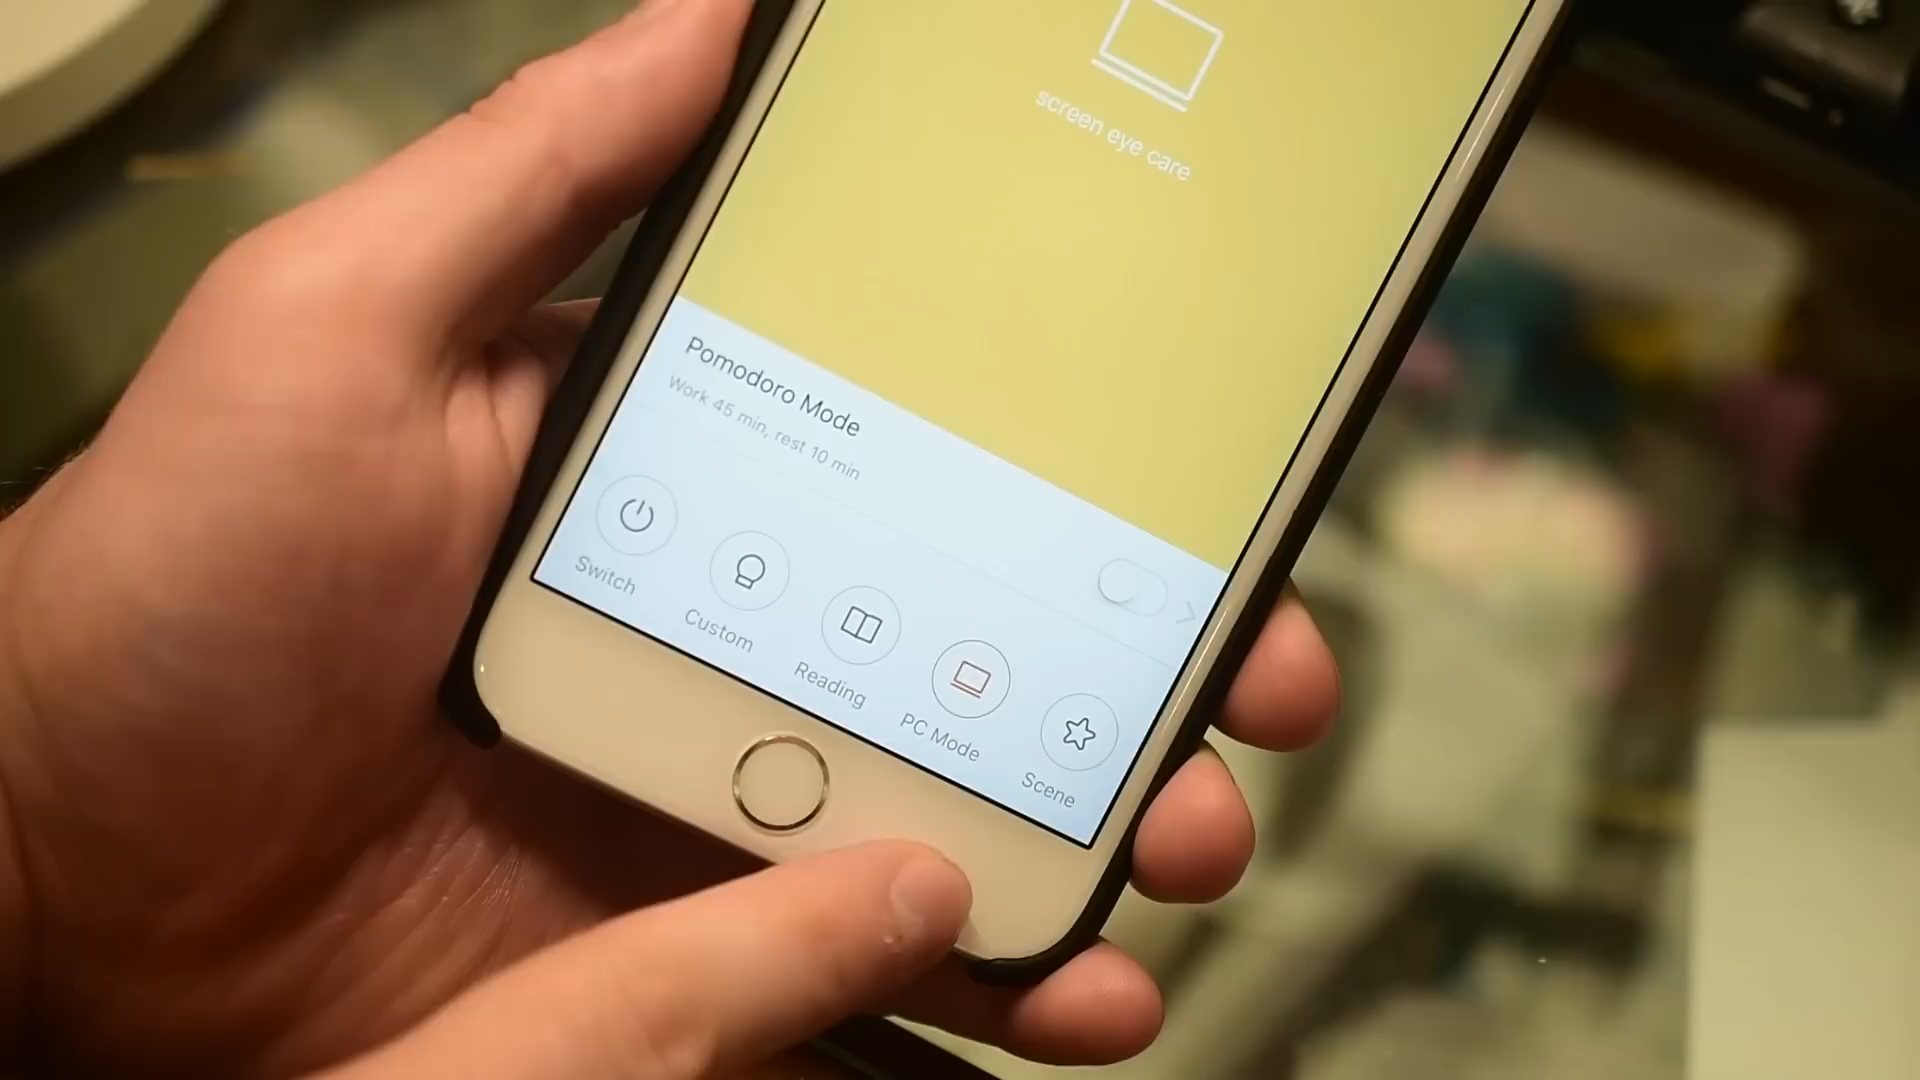 screen eye care
Pomodoro Mode
Work 45 min, rest 10 min
Switch
Custom
Reading
PC Mode
Scene